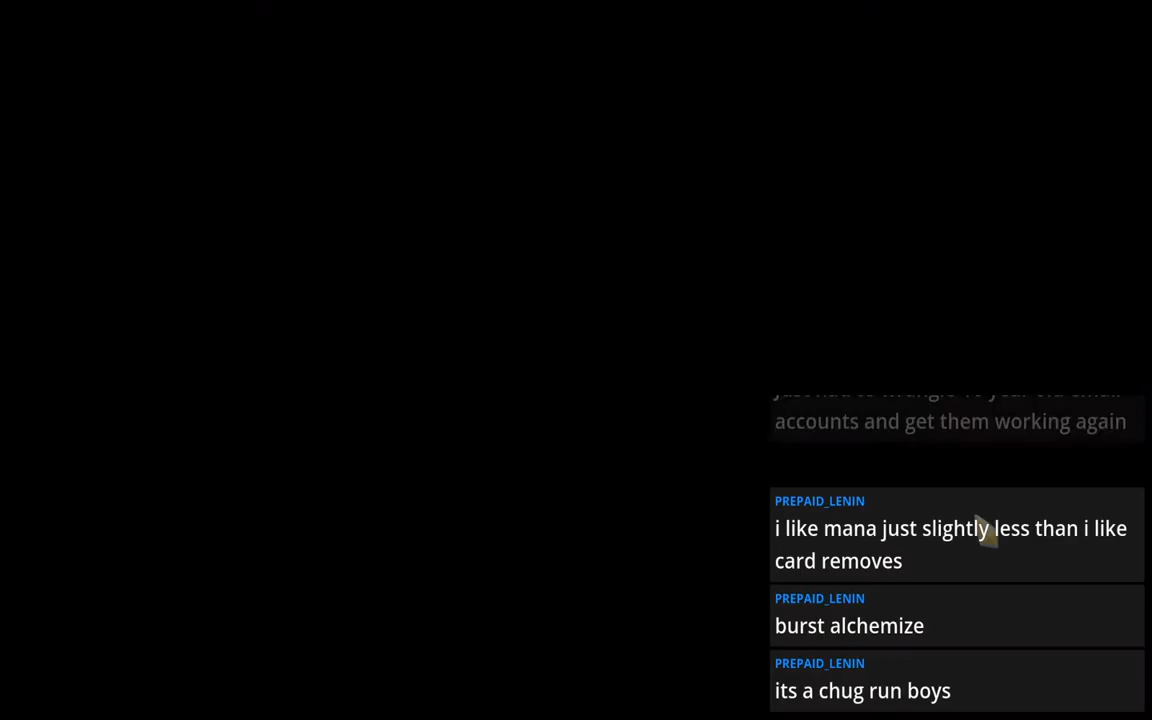 accounts and get them working again
PREPAID_LENIN
i like mana just slightly less than i like
card removes
PREPAID_LENIN
burst alchemize
PREPAID_LENIN
its a chug run boys